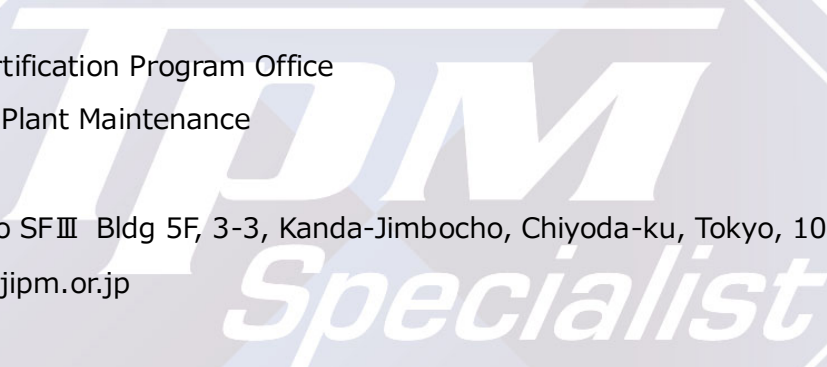 rtification Program Office
Plant Maintenance
o SFⅢ Bldg 5F, 3-3, Kanda-Jimbocho, Chiyoda-ku, Tokyo, 10
jipm.or.jp
TPM
Specialist